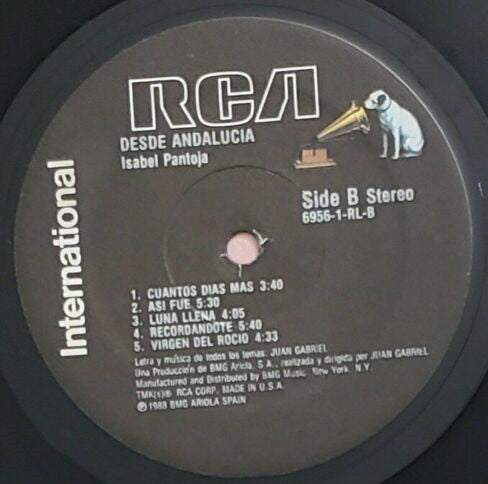 RCA
DESDE ANDALUCIA
Isabel Pantoja
International
Side B Stereo
6956-1-RL-B
1. CUANTOS DIAS MAS 3:40
2. ASI FUE 5:30
3. LUNA LLENA 4:05
4. RECORDANDOTE 5:40
5. VIRGEN DEL ROCIO 4:33
Letra y música de todos los temas: JUAN GABRIEL
Una Producción de BMG Ariola, S.A., realizada y dirigida por JUAN GABRIEL
Manufactured and Distributed by BMG Music, New York, N.Y.
TMK(s)® RCA CORP. MADE IN U.S.A.
℗©1988 BMG ARIOLA SPAIN